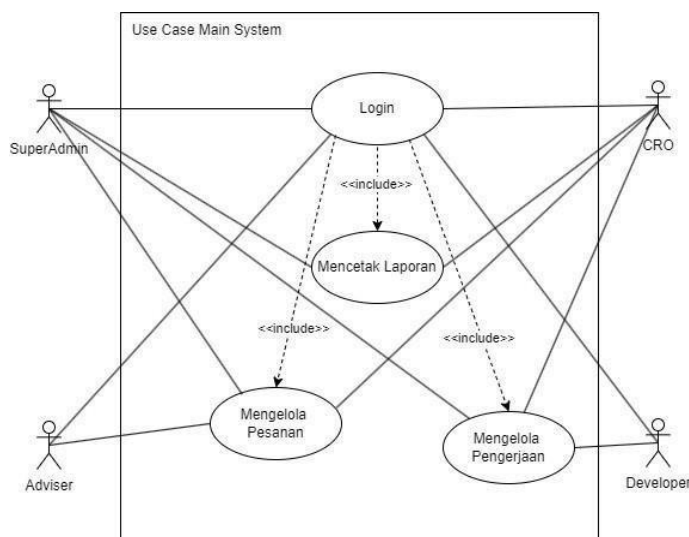 Use Case Main System
Login
SuperAdmin
CRO
<<include>>
Mencetak Laporan
<<include>>
<<include>>
Mengelola
Pesanan
Mengelola
Pengerjaan
Adviser
Developer